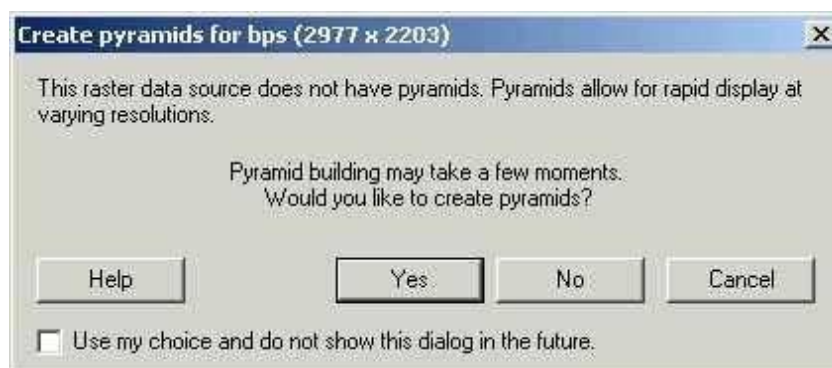 Create pyramids for bps (2977 x 2203)
This raster data source does not have pyramids. Pyramids allow for rapid display at
varying resolutions.
Pyramid building may take a few moments.
Would you like to create pyramids?
Help
Yes
No
Cancel
Use my choice and do not show this dialog in the future.